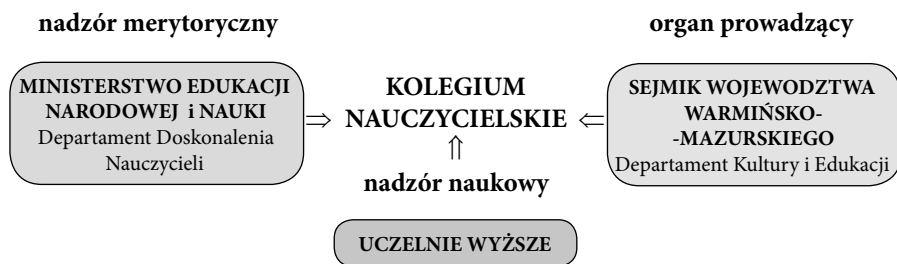 nadzór merytoryczny
organ prowadzący
MINISTERSTWO EDUKACJI
NARODOWEJ i NAUKI
Departament Doskonalenia
Nauczycieli
⇒
KOLEGIUM
NAUCZYCIELSKIE
⇐
SEJMIK WOJEWODZTWA
WARMIŃSKO-
-MAZURSKIEGO
Departament Kultury i Edukacji
⇑
nadzór naukowy
UCZELNIE WYŻSZE